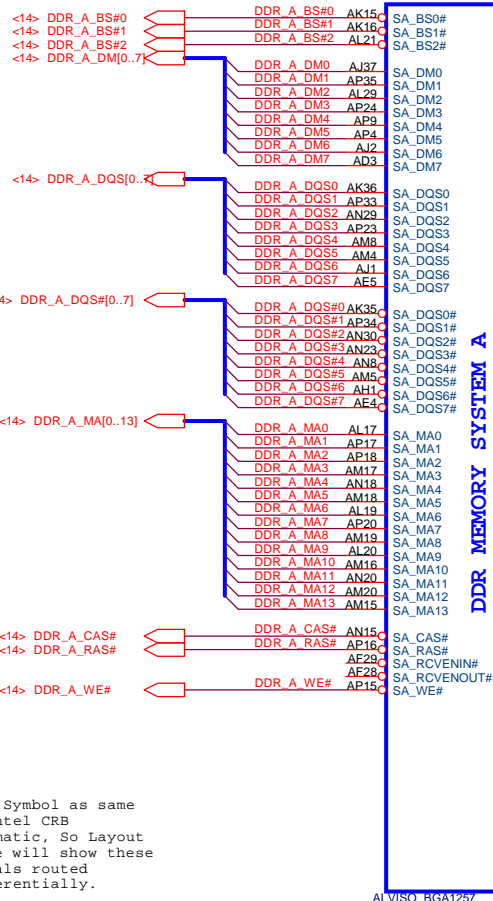 <14> DDR_A_BS#0 DDR_A_BS#0 AK15 SA_BS0#
<14> DDR_A_BS#1 DDR_A_BS#1 AK16 SA_BS1#
<14> DDR_A_BS#2 DDR_A_BS#2 AL21 SA_BS2#
<14> DDR_A_DM[0..7]
DDR_A_DM0 AJ37 SA_DM0
DDR_A_DM1 AP35 SA_DM1
DDR_A_DM2 AL29 SA_DM2
DDR_A_DM3 AP24 SA_DM3
DDR_A_DM4 AP9 SA_DM4
DDR_A_DM5 AP4 SA_DM5
DDR_A_DM6 AJ2 SA_DM6
DDR_A_DM7 AD3 SA_DM7
<14> DDR_A_DQS[0..7]
DDR_A_DQS0 AK36 SA_DQS0
DDR_A_DQS1 AP33 SA_DQS1
DDR_A_DQS2 AN29 SA_DQS2
DDR_A_DQS3 AP23 SA_DQS3
DDR_A_DQS4 AM8 SA_DQS4
DDR_A_DQS5 AM4 SA_DQS5
DDR_A_DQS6 AJ1 SA_DQS6
DDR_A_DQS7 AE5 SA_DQS7
4> DDR_A_DQS#[0..7]
DDR_A_DQS#0 AK35 SA_DQS0#
DDR_A_DQS#1 AP34 SA_DQS1#
DDR_A_DQS#2 AN30 SA_DQS2#
DDR_A_DQS#3 AN23 SA_DQS3#
DDR_A_DQS#4 AN8 SA_DQS4#
DDR_A_DQS#5 AM5 SA_DQS5#
DDR_A_DQS#6 AH1 SA_DQS6#
DDR_A_DQS#7 AE4 SA_DQS7#
<14> DDR_A_MA[0..13]
DDR_A_MA0 AL17 SA_MA0
DDR_A_MA1 AP17 SA_MA1
DDR_A_MA2 AP18 SA_MA2
DDR_A_MA3 AM17 SA_MA3
DDR_A_MA4 AN18 SA_MA4
DDR_A_MA5 AM18 SA_MA5
DDR_A_MA6 AL19 SA_MA6
DDR_A_MA7 AP20 SA_MA7
DDR_A_MA8 AM19 SA_MA8
DDR_A_MA9 AL20 SA_MA9
DDR_A_MA10 AM16 SA_MA10
DDR_A_MA11 AN20 SA_MA11
DDR_A_MA12 AM20 SA_MA12
DDR_A_MA13 AM15 SA_MA13
<14> DDR_A_CAS# DDR_A_CAS# AN15 SA_CAS#
<14> DDR_A_RAS# DDR_A_RAS# AP16 SA_RAS#
AF29 SA_RCVENIN#
AF28 SA_RCVENOUT#
<14> DDR_A_WE# DDR_A_WE# AP15 SA_WE#
DDR MEMORY SYSTEM A
Symbol as same
ntel CRB
matic, So Layout
e will show these
als routed
erentially.
ALVISO_BGA1257